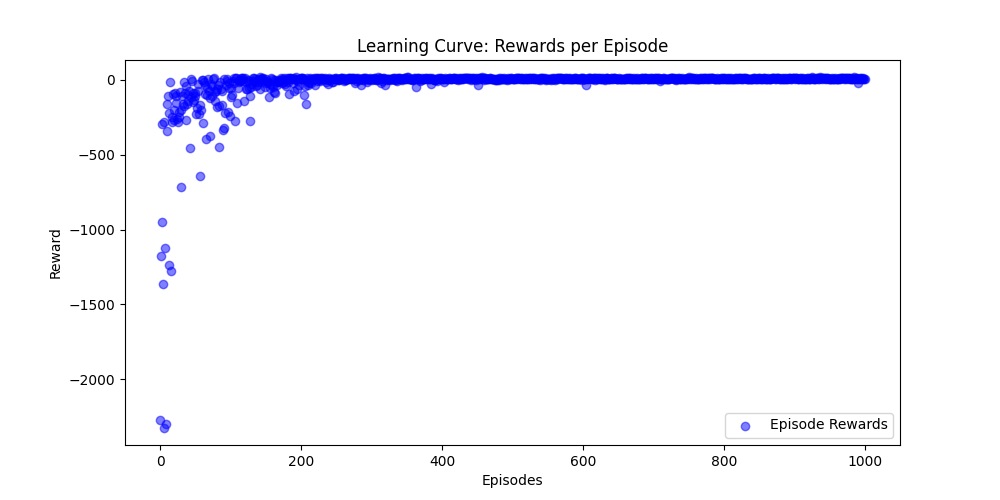 Learning Curve: Rewards per Episode
Reward
0
−500
−1000
−1500
−2000
0 200 400 600 800 1000
Episodes
Episode Rewards